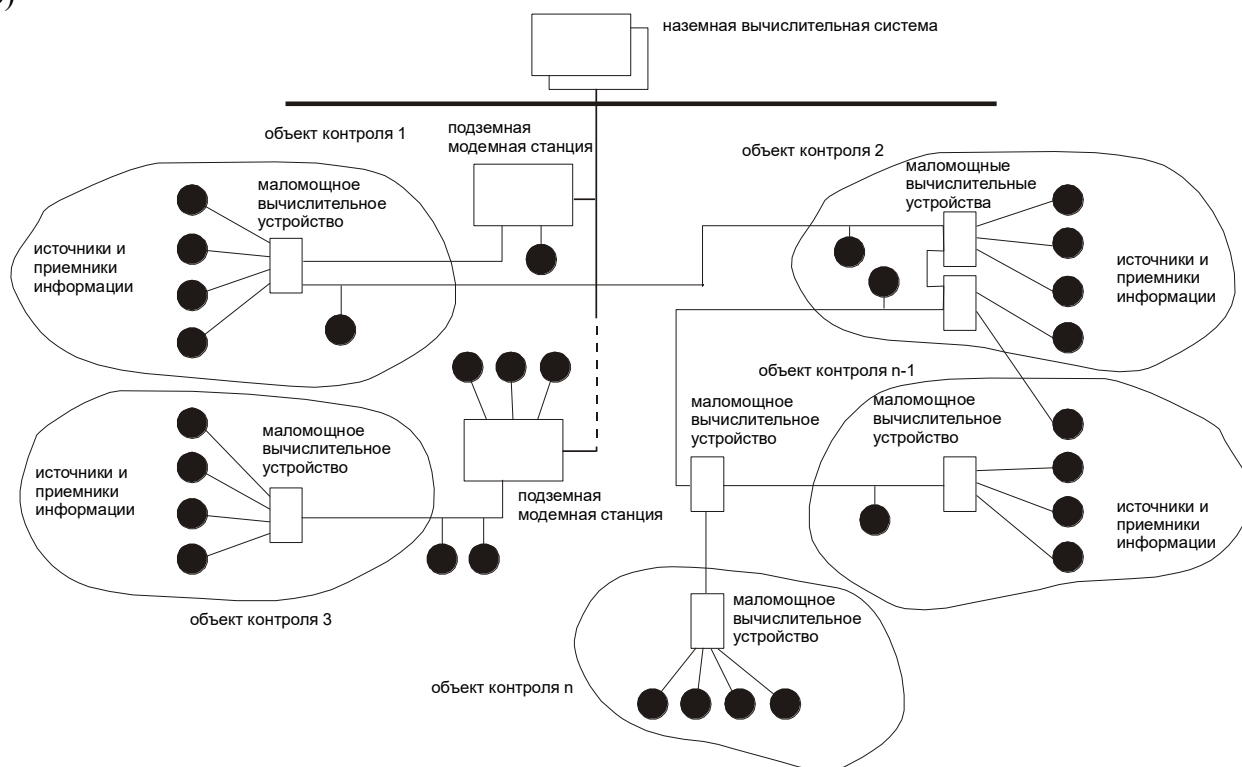 наземная вычислительная система
объект контроля 1
подземная
модемная станция
объект контроля 2
маломощное
вычислительное
устройство
маломощные
вычислительные
устройства
источники и
приемники
информации
источники и
приемники
информации
объект контроля n-1
маломощное
вычислительное
устройство
маломощное
вычислительное
устройство
маломощное
вычислительное
устройство
источники и
приемники
информации
подземная
модемная станция
источники и
приемники
информации
объект контроля 3
маломощное
вычислительное
устройство
объект контроля n